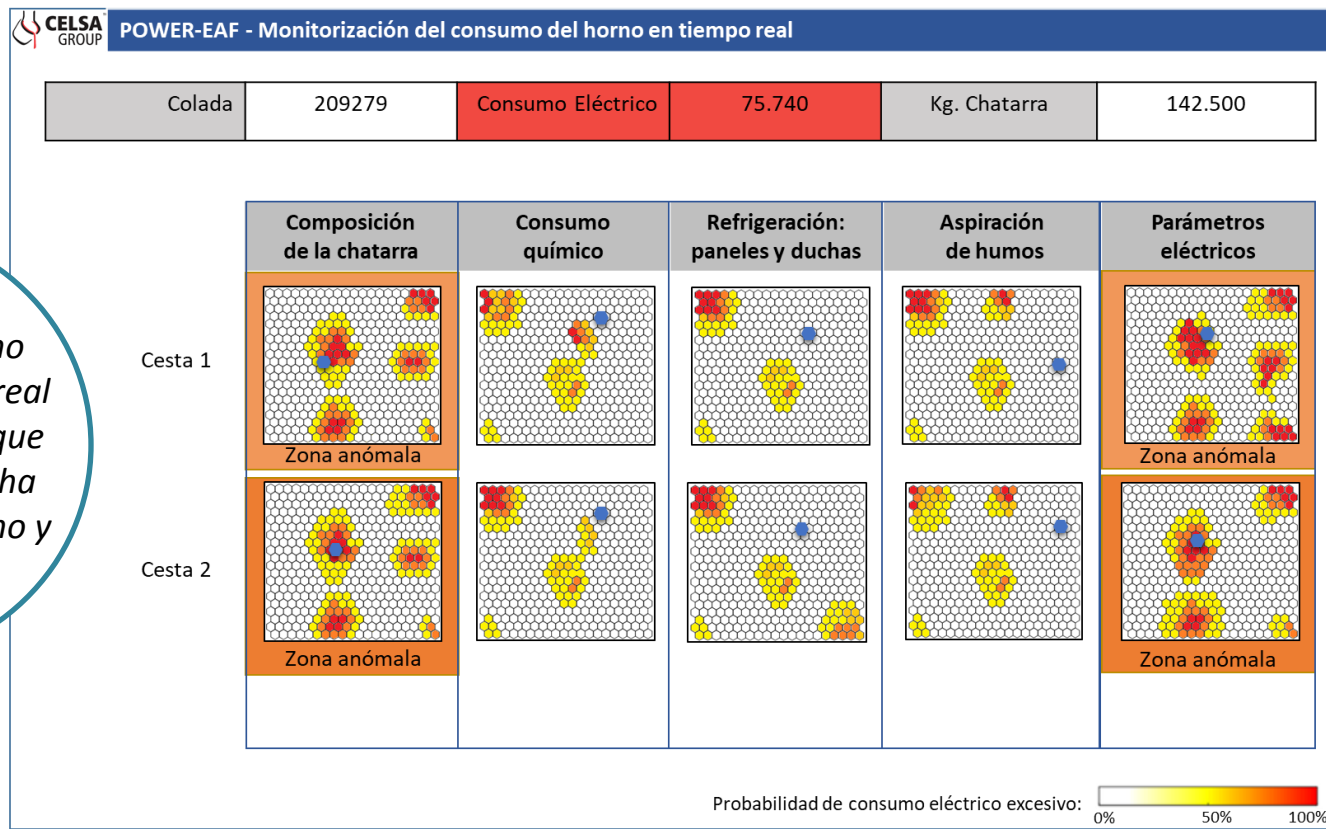 CELSA
GROUP
POWER-EAF - Monitorización del consumo del horno en tiempo real
Colada 209279 Consumo Eléctrico 75.740 Kg. Chatarra 142.500
Composición
de la chatarra
Consumo
químico
Refrigeración:
paneles y duchas
Aspiración
de humos
Parámetros
eléctricos
real
que
ha
y
Cesta 1
Zona anómala
Zona anómala
Cesta 2
Zona anómala
Zona anómala
Probabilidad de consumo eléctrico excesivo:
0% 50% 100%